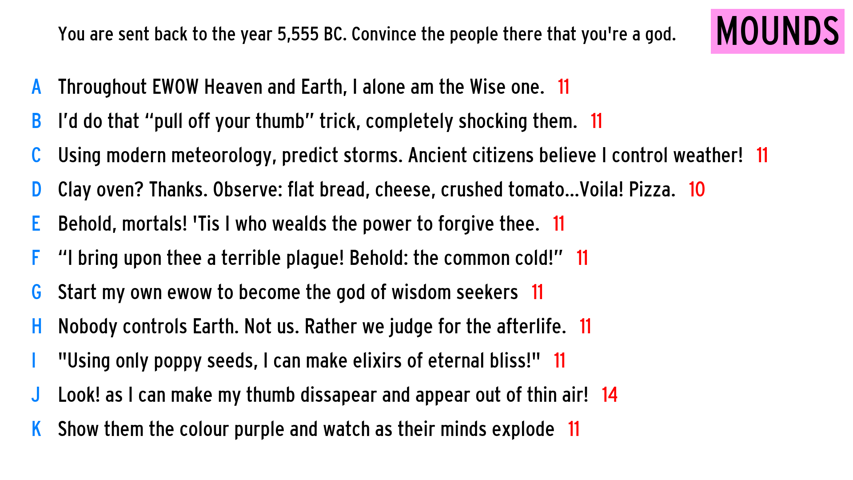 You are sent back to the year 5,555 BC. Convince the people there that you're a god.
MOUNDS
A Throughout EWOW Heaven and Earth, I alone am the Wise one. 11
B I'd do that “pull off your thumb” trick, completely shocking them. 11
C Using modern meteorology, predict storms. Ancient citizens believe I control weather! 11
D Clay oven? Thanks. Observe: flat bread, cheese, crushed tomato...Voila! Pizza. 10
E Behold, mortals! 'Tis I who wealds the power to forgive thee. 11
F “I bring upon thee a terrible plague! Behold: the common cold!” 11
G Start my own ewow to become the god of wisdom seekers 11
H Nobody controls Earth. Not us. Rather we judge for the afterlife. 11
I "Using only poppy seeds, I can make elixirs of eternal bliss!" 11
J Look! as I can make my thumb dissapear and appear out of thin air! 14
K Show them the colour purple and watch as their minds explode 11